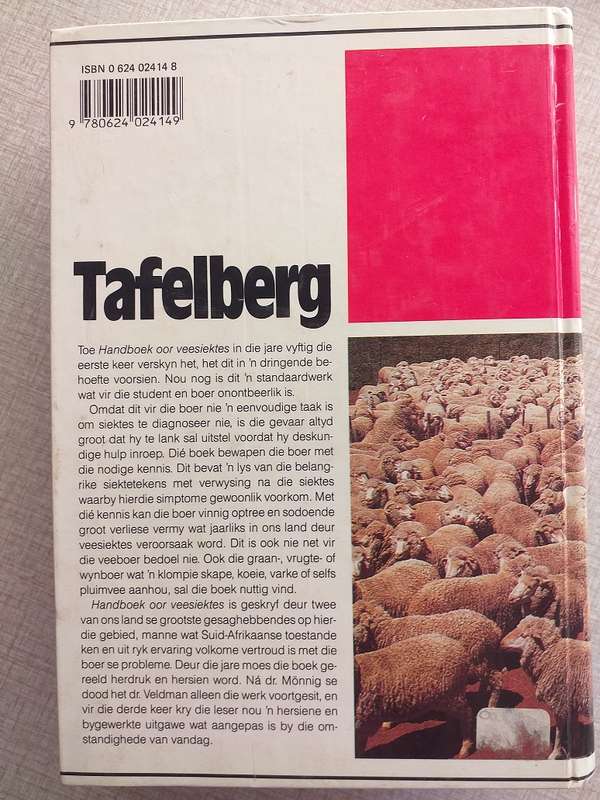 ISBN 0 624 02414 8
9 780624 024149
Tafelberg
Toe Handboek oor veesiektes in die jare vyftig die
eerste keer verskyn het, het dit in 'n dringende be-
hoefte voorsien. Nou nog is dit 'n standaardwerk
wat vir die student en boer onontbeerlik is.
Omdat dit vir die boer nie 'n eenvoudige taak is
om siektes te diagnoseer nie, is die gevaar altyd
groot dat hy te lank sal uitstel voordat hy deskun-
dige hulp inroep. Dié boek bewapen die boer met
die nodige kennis. Dit bevat 'n lys van die belang-
rike siektetekens met verwysing na die siektes
waarby hierdie simptome gewoonlik voorkom. Met
dié kennis kan die boer vinnig optree en sodoende
groot verliese vermy wat jaarliks in ons land deur
veesiektes veroorsaak word. Dit is ook nie net vir
die veeboer bedoel nie. Ook die graan-, vrugte- of
wynboer wat 'n klompie skape, koeie, varke of selfs
pluimvee aanhou, sal die boek nuttig vind.
Handboek oor veesiektes is geskryf deur twee
van ons land se grootste gesaghebbendes op hier-
die gebied, manne wat Suid-Afrikaanse toestande
ken en uit ryk ervaring volkome vertroud is met die
boer se probleme. Deur die jare moes die boek ge-
reeld herdruk en hersien word. Ná dr. Mönnig se
dood het dr. Veldman alleen die werk voortgesit, en
vir die derde keer kry die leser nou 'n hersiene en
bygewerkte uitgawe wat aangepas is by die om-
standighede van vandag.